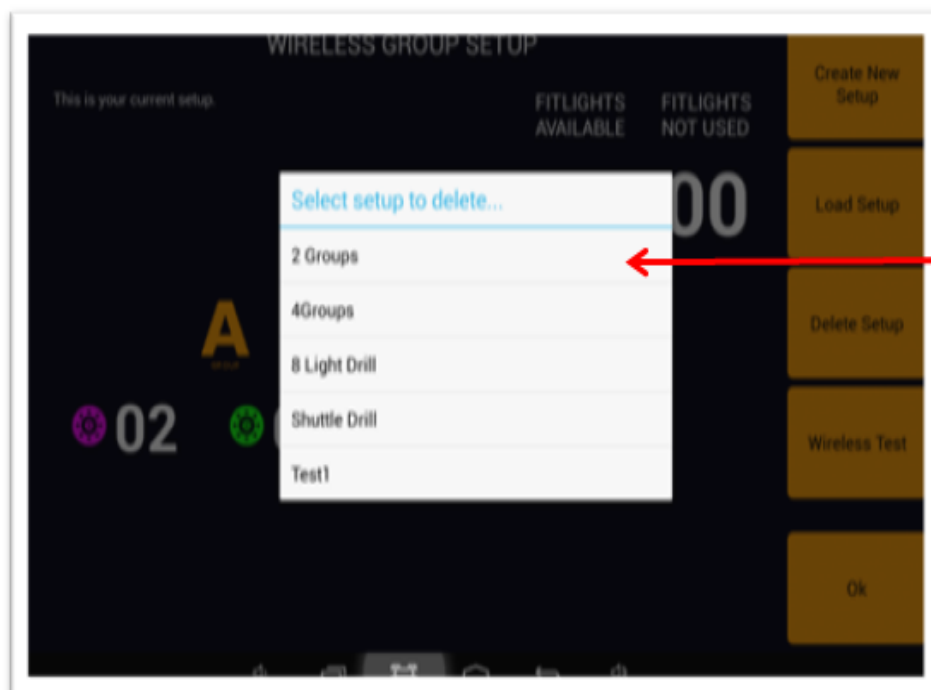 WIRELESS GROUP SETUP
This is your current setup.
FITLIGHTS
AVAILABLE
FITLIGHTS
NOT USED
00
Select setup to delete...
2 Groups
4Groups
8 Light Drill
Shuttle Drill
Test1
A
GROUP
02
Create New
Setup
Load Setup
Delete Setup
Wireless Test
Ok